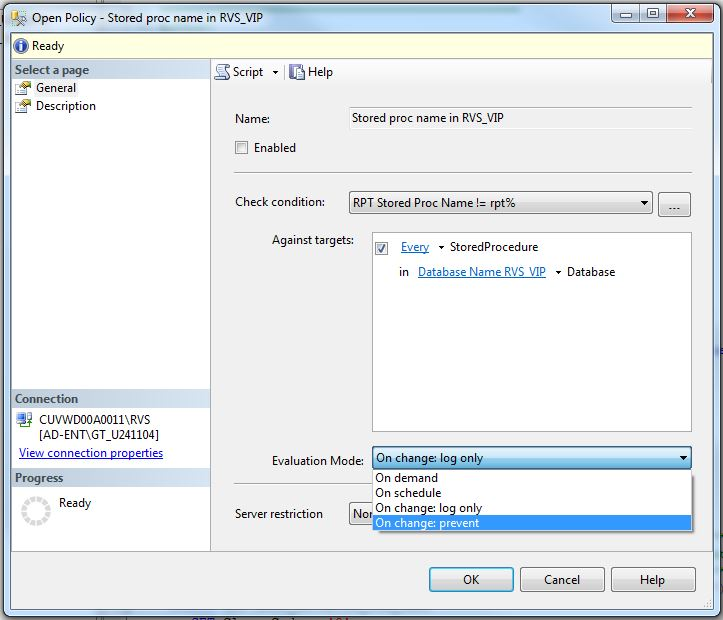 Open Policy - Stored proc name in RVS_VIP
Ready
Select a page
General
Description
Script
Help
Name:
Stored proc name in RVS_VIP
Enabled
Check condition:
RPT Stored Proc Name != rpt%
...
Against targets:
Every
StoredProcedure
in Database Name RVS_VIP
Database
Connection
CUVWD00A0011\RVS
[AD-ENT\GT_U241104]
View connection properties
Progress
Ready
Evaluation Mode:
On change: log only
On demand
On schedule
On change: log only
On change: prevent
Server restriction
OK
Cancel
Help